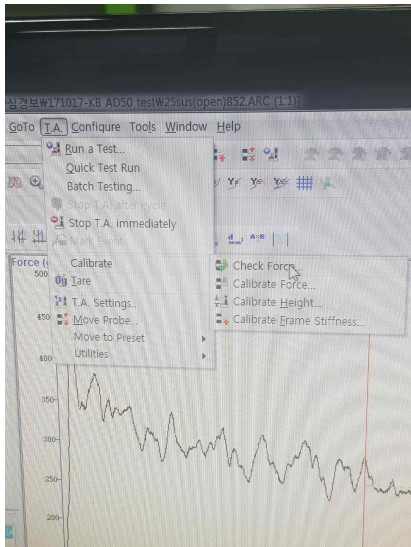 심경보₩171017-KB AD50 test₩25sus(open)852.ARC (1:1)]
GoTo T.A. Configure Tools Window Help
Run a Test...
Quick Test Run
Batch Testing...
Stop T.A. after cycle
Stop T.A. immediately
Mark Event
Calibrate
Tare
T.A. Settings...
Move Probe...
Move to Preset
Utilities
Check Force...
Calibrate Force...
Calibrate Height...
Calibrate Frame Stiffness...
Force (
500
450
400
350
300
250
200